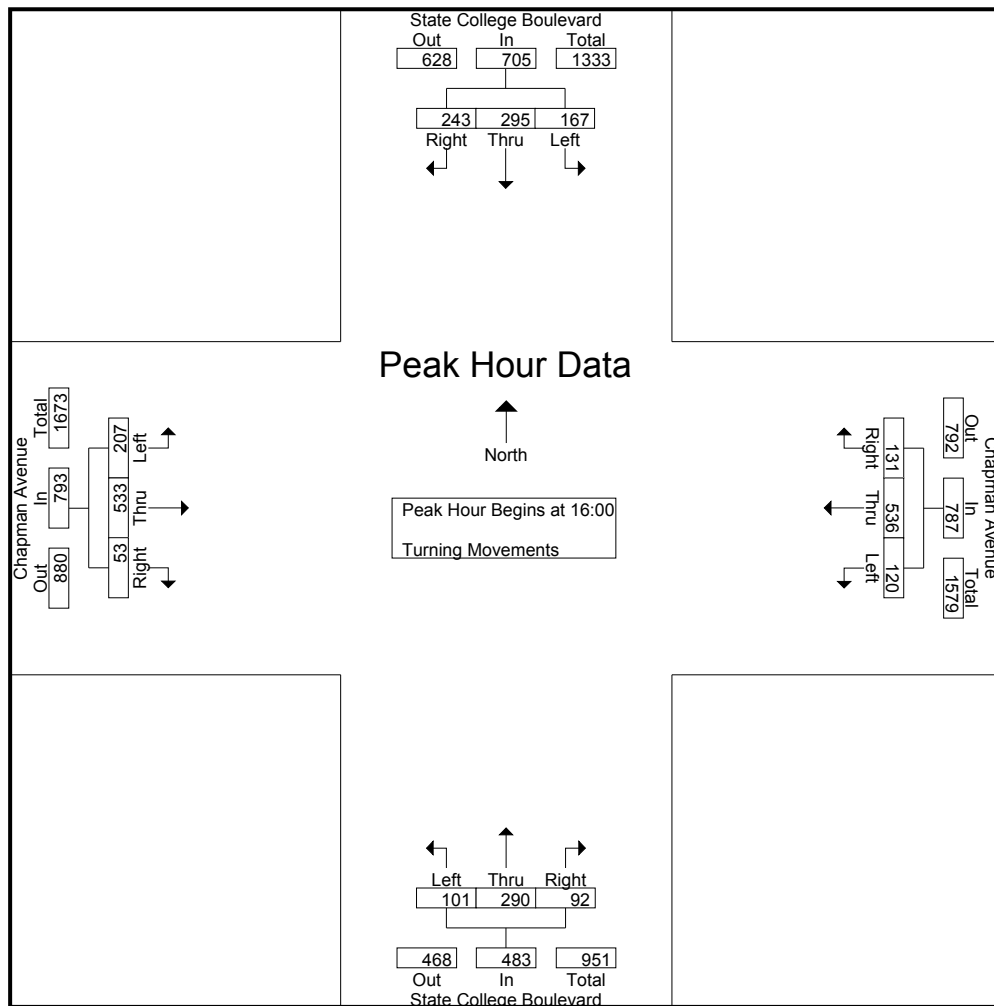 State College Boulevard
Out In Total
628 705 1333
243 295 167
Right Thru Left
Peak Hour Data
North
Peak Hour Begins at 16:00
Turning Movements
Chapman Avenue
Out In Total
880 793 1673
Right Thru Left
53 533 207
Chapman Avenue
Out In Total
792 787 1579
Right Thru Left
131 536 120
Left Thru Right
101 290 92
468 483 951
Out In Total
State College Boulevard